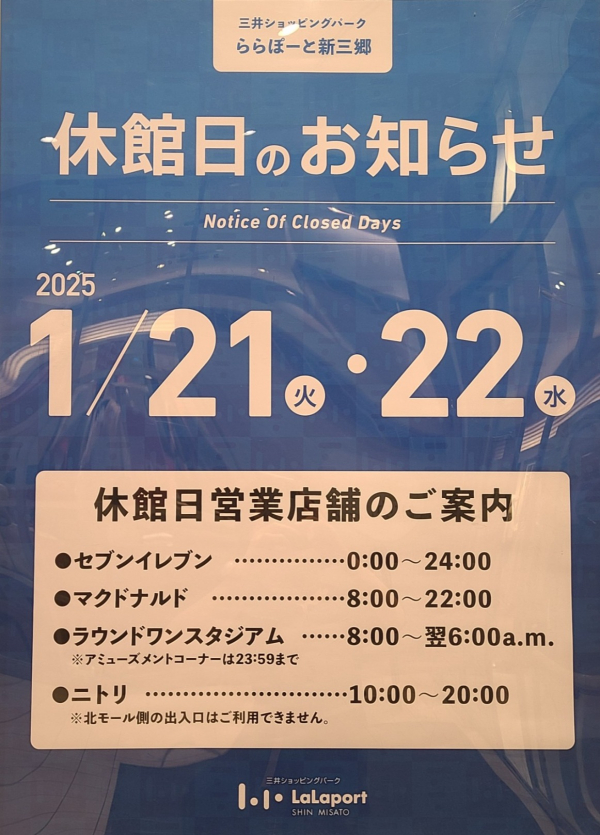 三井ショッピングパーク
ららぽーと新三郷
休館日のお知らせ
Notice Of Closed Days
2025
1/21火・22水
休館日営業店舗のご案内
●セブンイレブン ……………0:00〜24:00
●マクドナルド ………………8:00〜22:00
●ラウンドワンスタジアム ……8:00〜翌6:00a.m.
※アミューズメントコーナーは23:59まで
●ニトリ ………………………10:00〜20:00
※北モール側の出入口はご利用できません。
三井ショッピングパーク
LaLaport
SHIN MISATO